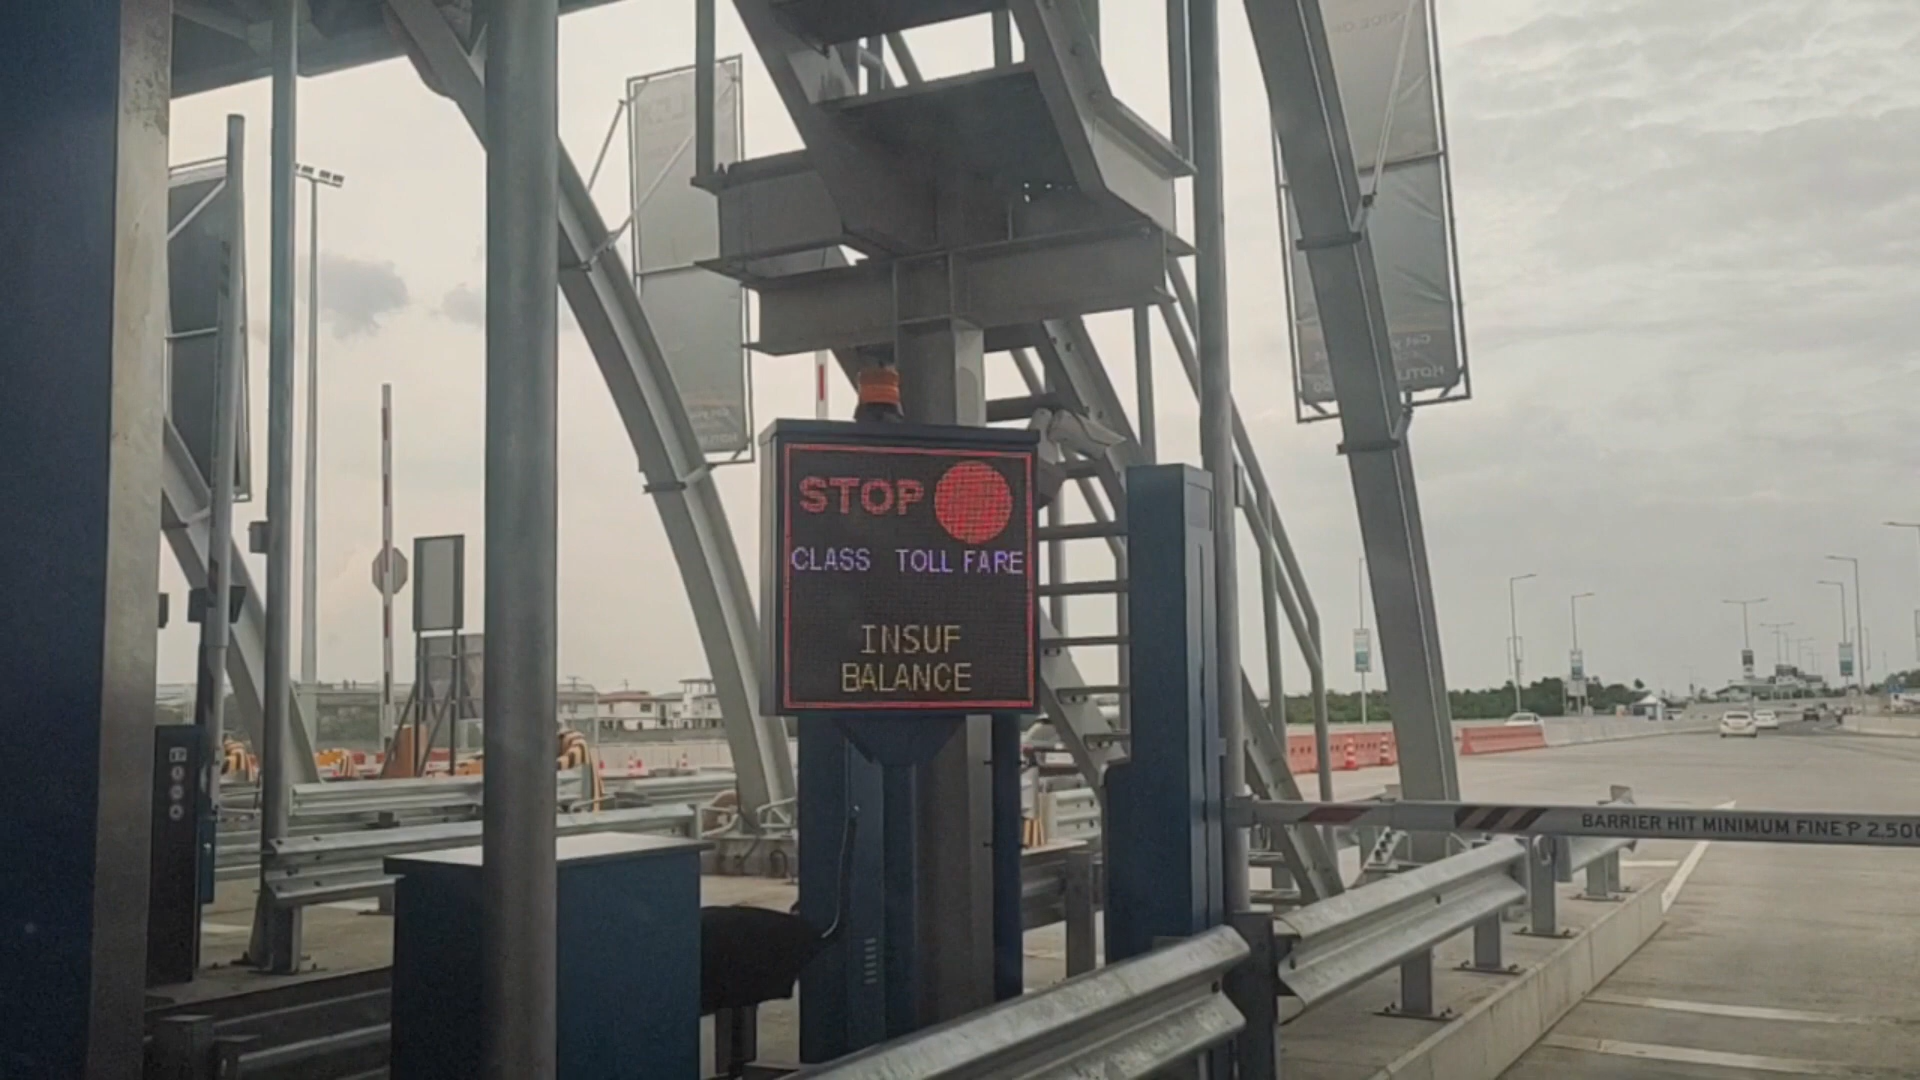 STOP
CLASS TOLL FARE
INSUF
BALANCE
BARRIER HIT MINIMUM FINE ₱ 2,500